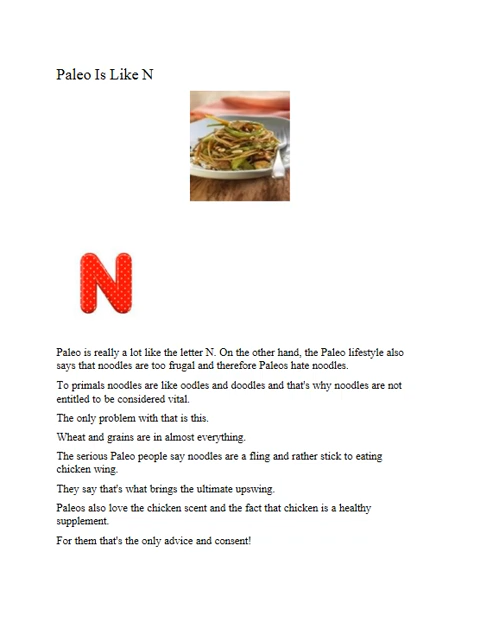 Paleo Is Like N
N
Paleo is really a lot like the letter N. On the other hand, the Paleo lifestyle also
says that noodles are too frugal and therefore Paleos hate noodles.
To primals noodles are like oodles and doodles and that's why noodles are not
entitled to be considered vital.
The only problem with that is this.
Wheat and grains are in almost everything.
The serious Paleo people say noodles are a fling and rather stick to eating
chicken wing.
They say that's what brings the ultimate upswing.
Paleos also love the chicken scent and the fact that chicken is a healthy
supplement.
For them that's the only advice and consent!